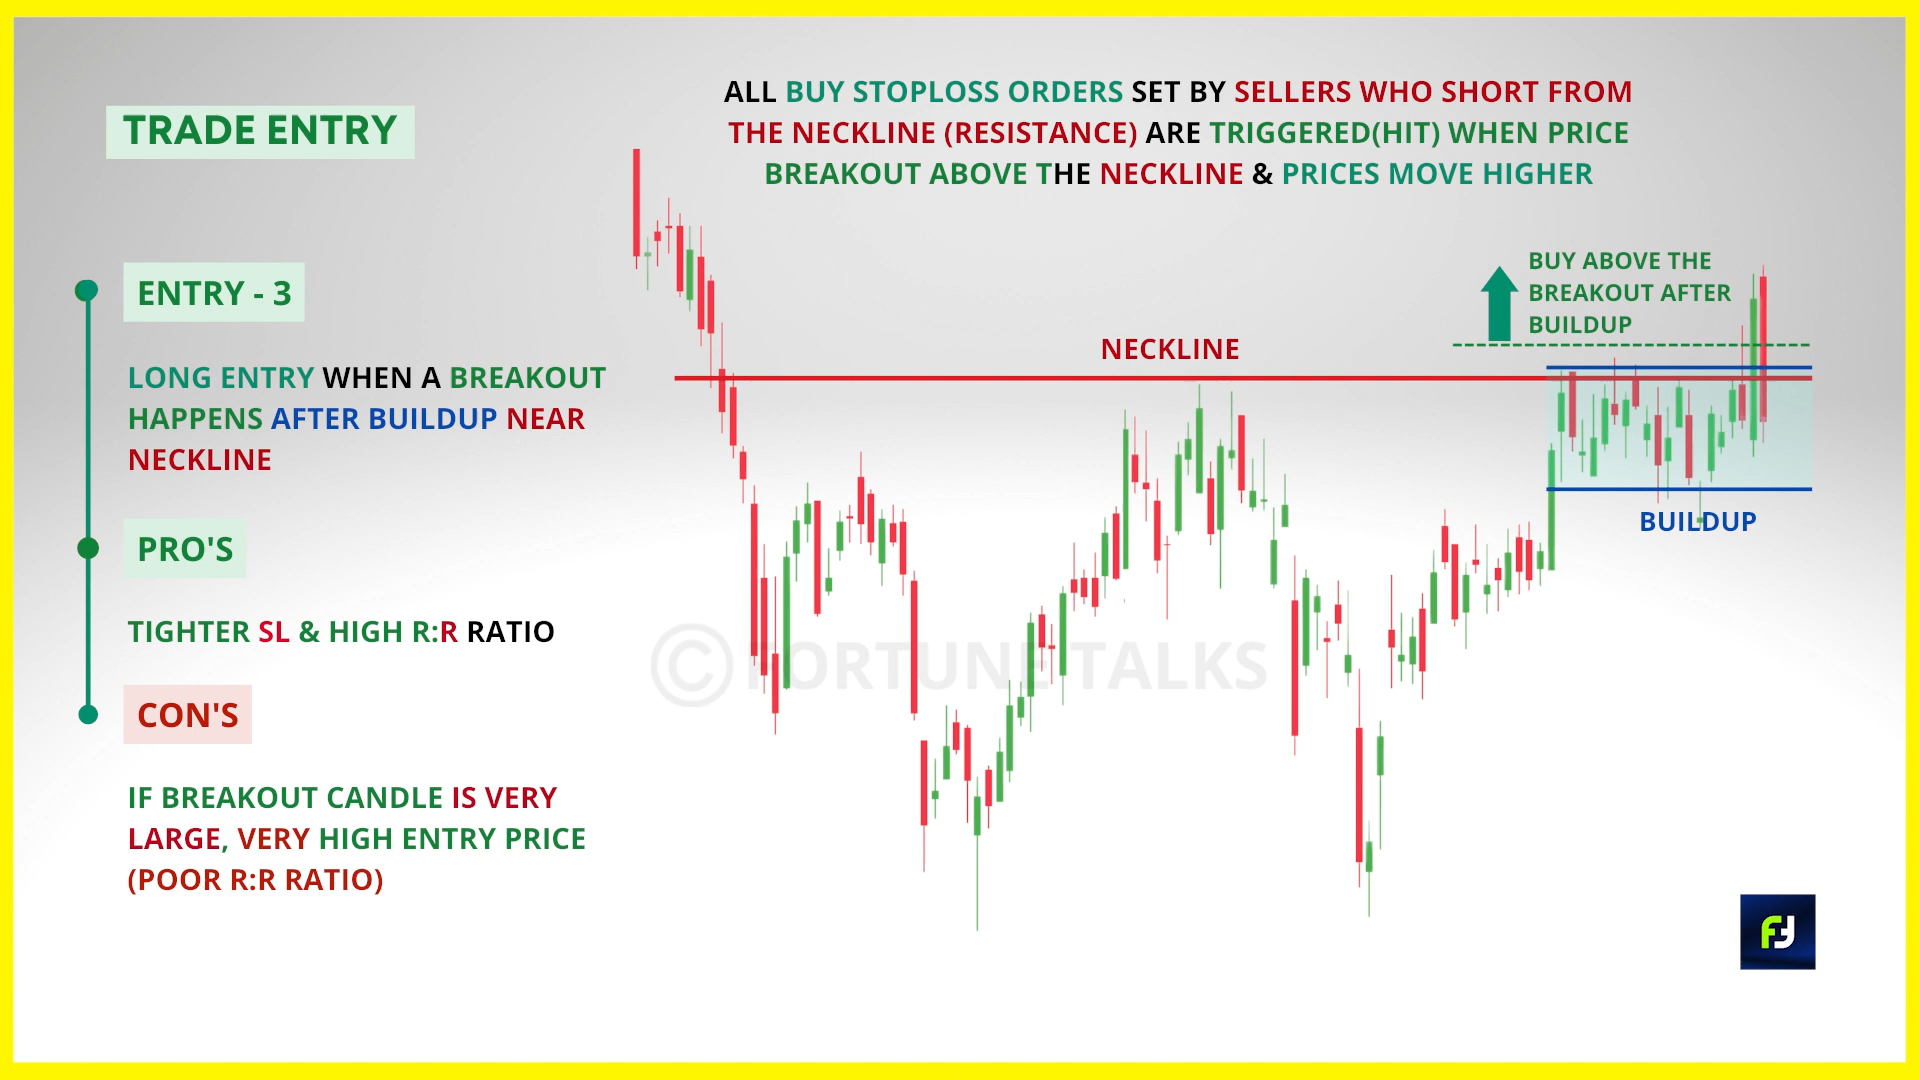 TRADE ENTRY
ALL BUY STOPLOSS ORDERS SET BY SELLERS WHO SHORT FROM
THE NECKLINE (RESISTANCE) ARE TRIGGERED(HIT) WHEN PRICE
BREAKOUT ABOVE THE NECKLINE & PRICES MOVE HIGHER
ENTRY - 3
LONG ENTRY WHEN A BREAKOUT
HAPPENS AFTER BUILDUP NEAR
NECKLINE
PRO'S
TIGHTER SL & HIGH R:R RATIO
CON'S
IF BREAKOUT CANDLE IS VERY
LARGE, VERY HIGH ENTRY PRICE
(POOR R:R RATIO)
NECKLINE
BUY ABOVE THE
BREAKOUT AFTER
BUILDUP
BUILDUP
© FORTUNE TALKS